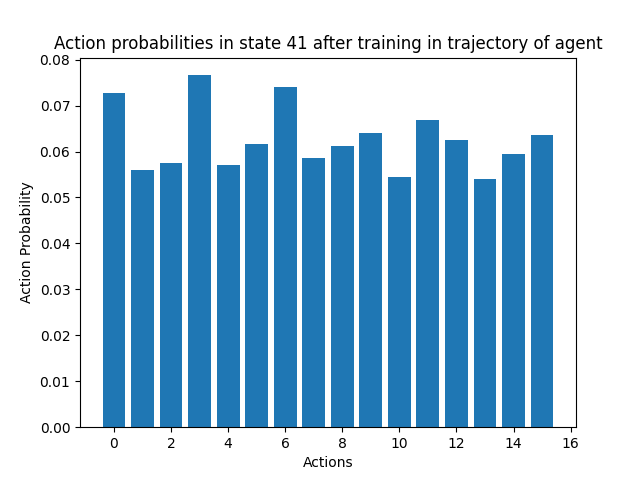 Action probabilities in state 41 after training in trajectory of agent
0.08
0.07
0.06
0.05
0.04
0.03
0.02
0.01
0.00
Action Probability
0 2 4 6 8 10 12 14 16
Actions